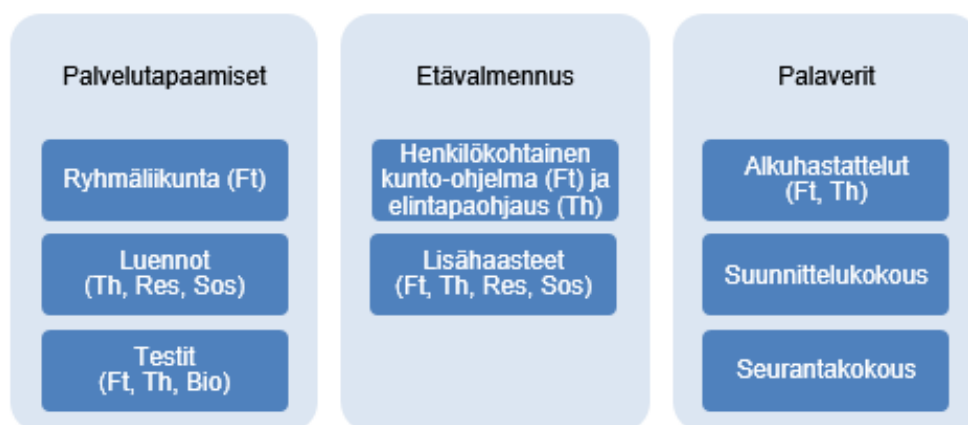 Palvelutapaamiset
Ryhmäliikunta (Ft)
Luennot
(Th, Res, Sos)
Testit
(Ft, Th, Bio)
Etävalmennus
Henkilökohtainen
kunto-ohjelma (Ft) ja
elintapaohjaus (Th)
Lisähaasteet
(Ft, Th, Res, Sos)
Palaverit
Alkuhastattelut
(Ft, Th)
Suunnittelukokous
Seurantakokous